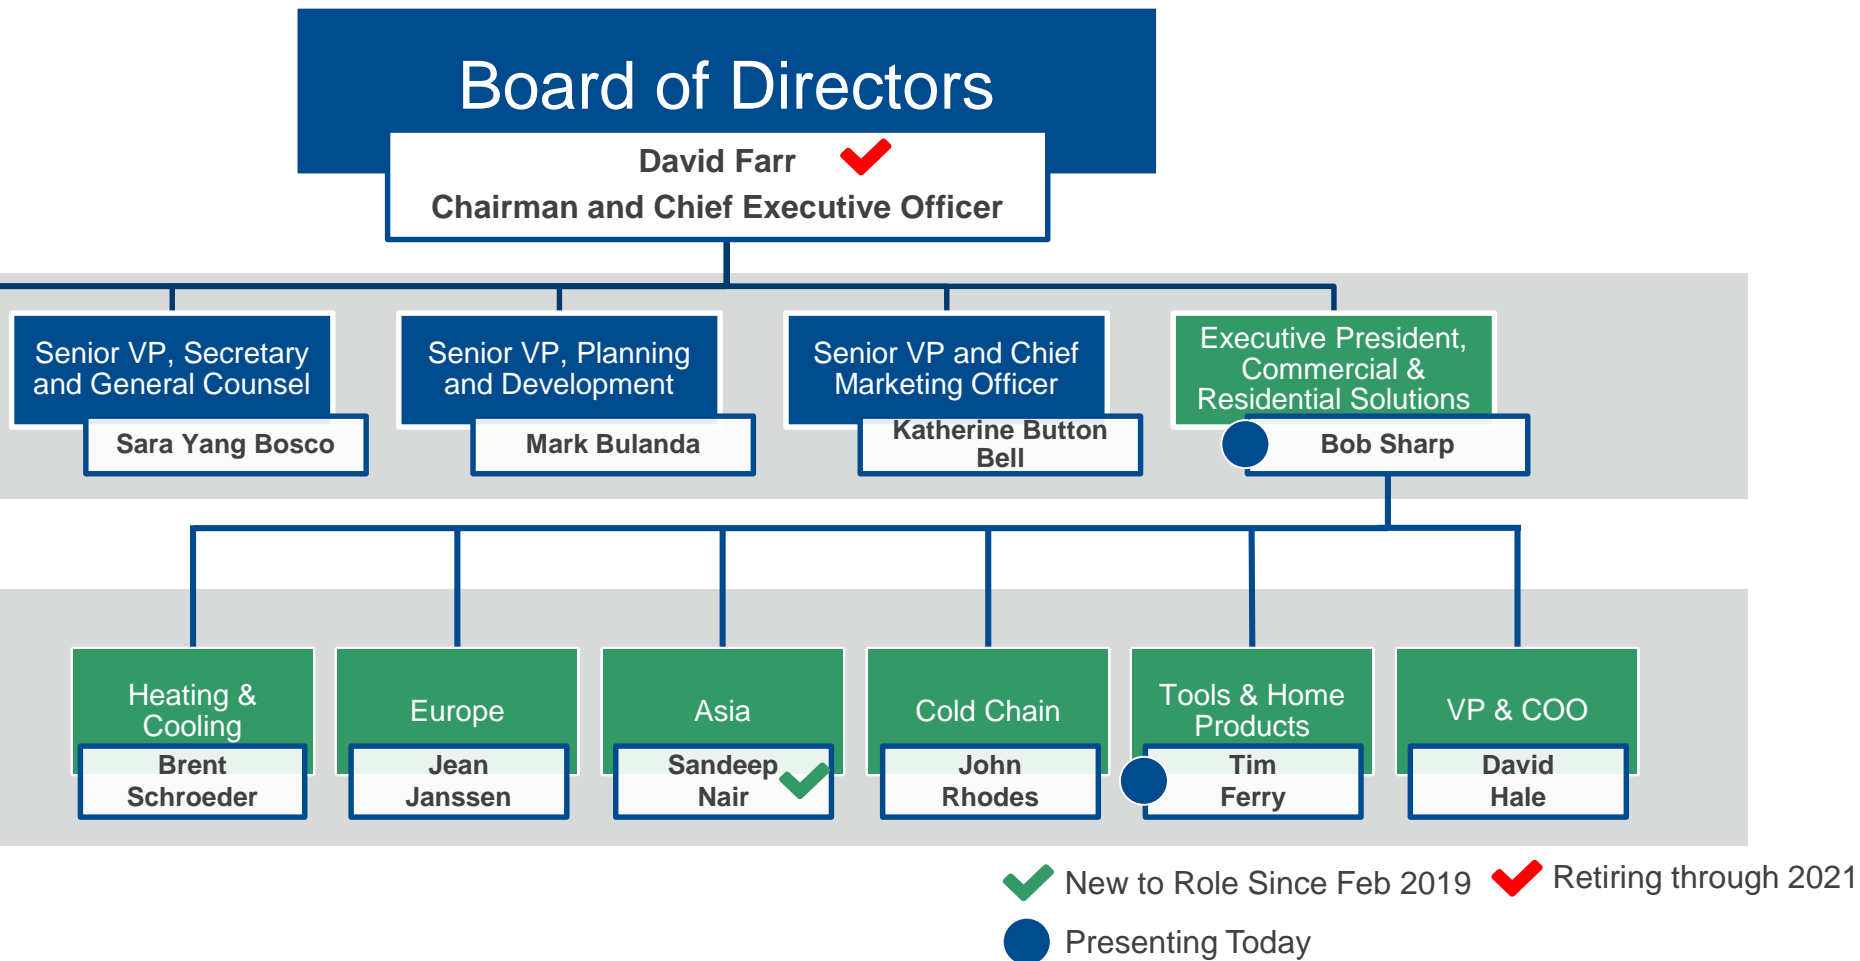 Board of Directors
David Farr
Chairman and Chief Executive Officer
Senior VP, Secretary
and General Counsel
Sara Yang Bosco
Senior VP, Planning
and Development
Mark Bulanda
Senior VP and Chief
Marketing Officer
Katherine Button
Bell
Executive President,
Commercial &
Residential Solutions
Bob Sharp
Heating &
Cooling
Brent
Schroeder
Europe
Jean
Janssen
Asia
Sandeep
Nair
Cold Chain
John
Rhodes
Tools & Home
Products
Tim
Ferry
VP & COO
David
Hale
New to Role Since Feb 2019
Retiring through 2021
Presenting Today